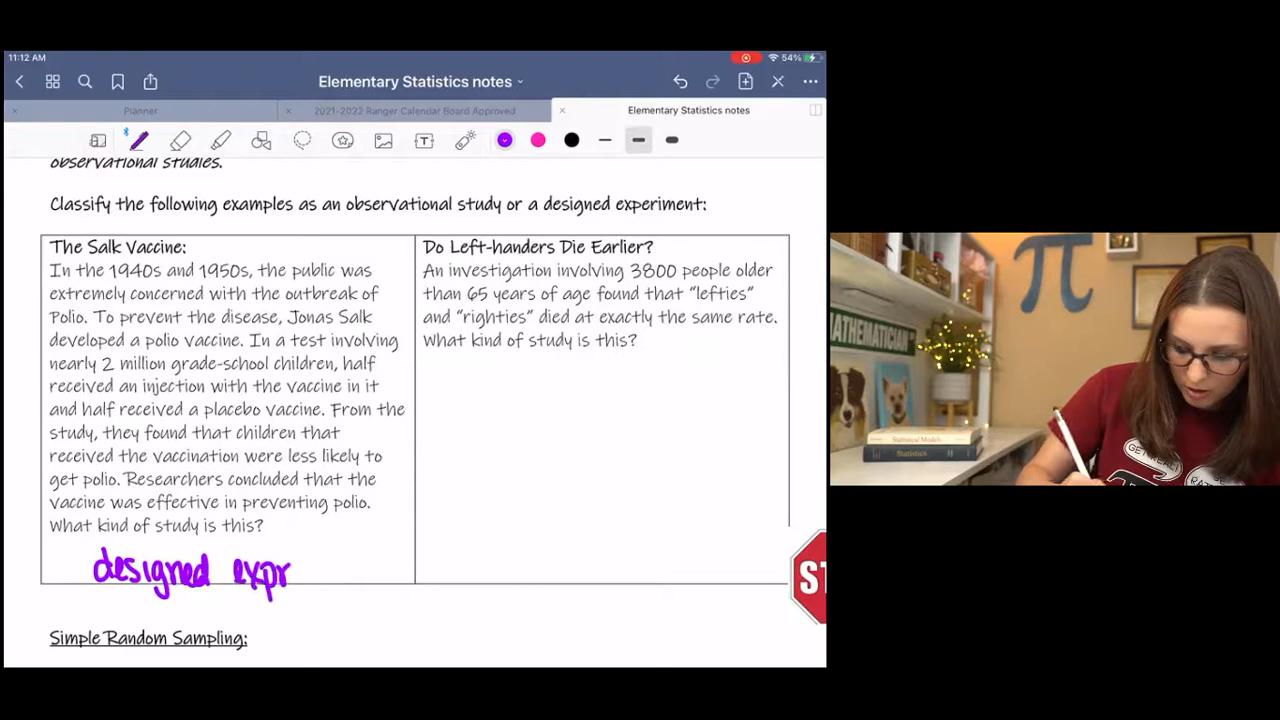 11:12 AM
54%
Elementary Statistics notes
Planner
2021-2022 Ranger Calendar Board Approved
Elementary Statistics notes
observational studies.
Classify the following examples as an observational study or a designed experiment:
The Salk Vaccine:
In the 1940s and 1950s, the public was
extremely concerned with the outbreak of
Polio. To prevent the disease, Jonas Salk
developed a polio vaccine. In a test involving
nearly 2 million grade-school children, half
received an injection with the vaccine in it
and half received a placebo vaccine. From the
study, they found that children that
received the vaccination were less likely to
get polio. Researchers concluded that the
vaccine was effective in preventing polio.
What kind of study is this?
designed expr
Do Left-handers Die Earlier?
An investigation involving 3800 people older
than 65 years of age found that “lefties”
and “righties” died at exactly the same rate.
What kind of study is this?
ST
Simple Random Sampling:
MATHEMATICIAN
Statistical Models
Statistics
GET REAL!
BE
RAT